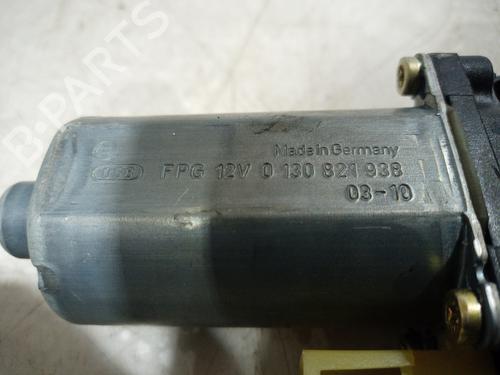 B-PARTS
Made in Germany
FPG 12V 0 130 821 938
03-10